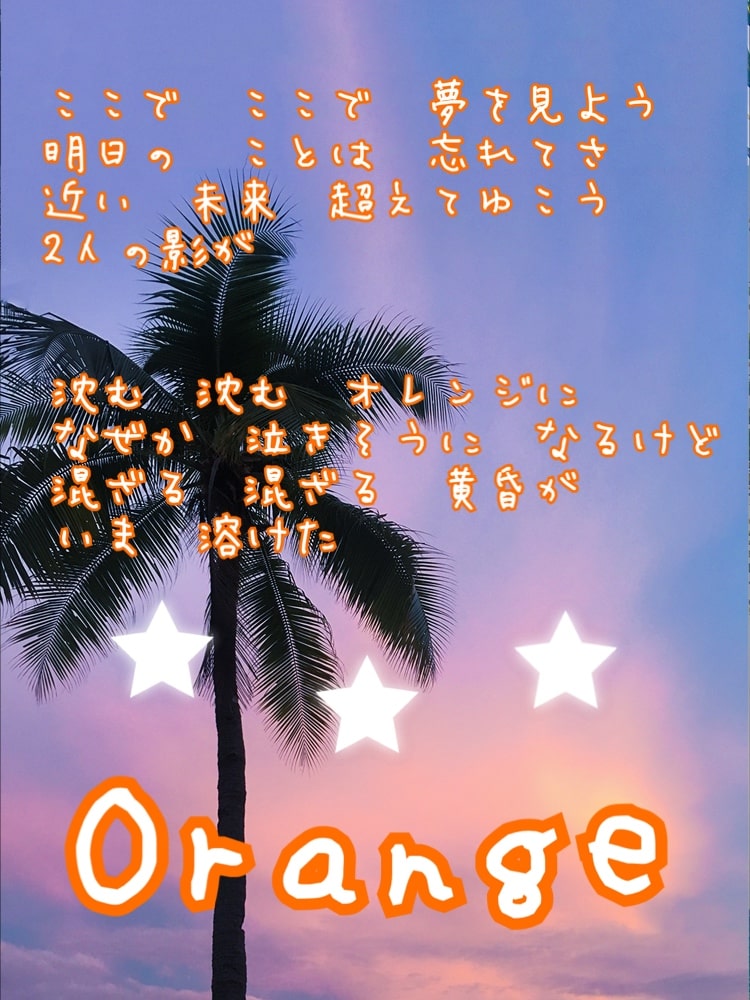 ここで　ここで　夢を見よう
明日の　ことは　忘れてさ
近い　未来　超えてゆこう
2人の影が
沈む　沈む　オレンジに
なぜか　泣きそうに　なるけど
混ざる　混ざる　黄昏が
いま　溶けた
Orange